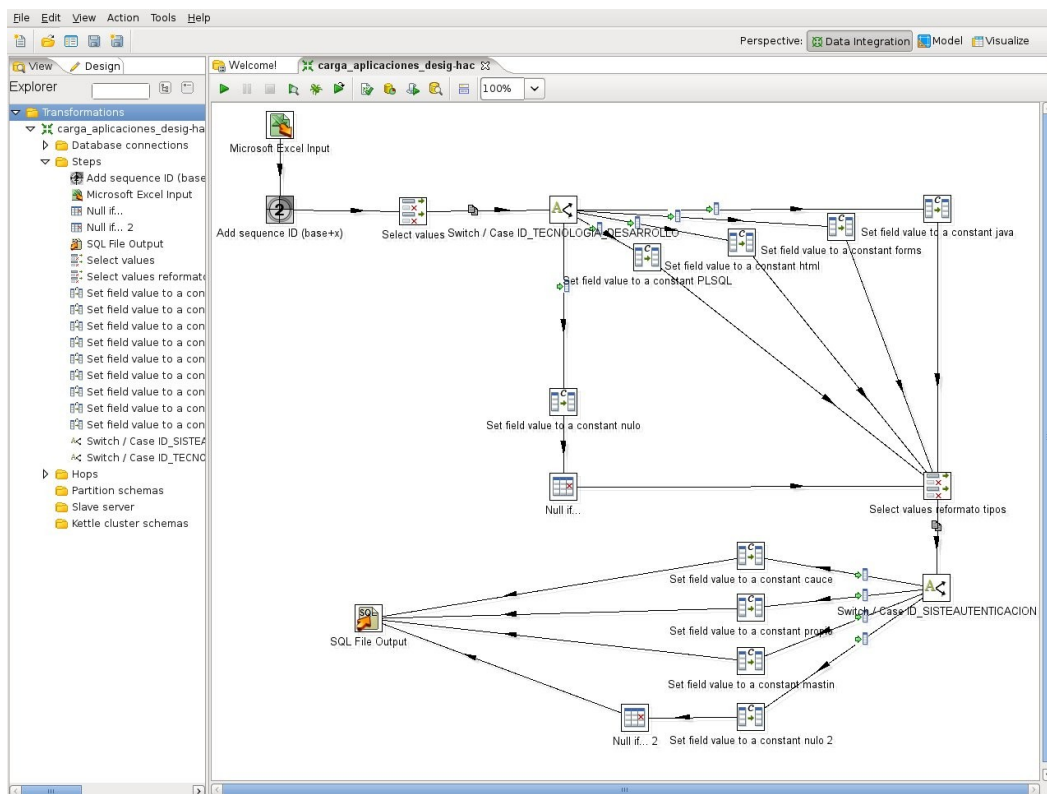 File Edit View Action Tools Help
Perspective: Data Integration Model Visualize
View Design
Welcome! carga_aplicaciones_desig-hac
Explorer
100%
Transformations
carga_aplicaciones_desig-ha
Database connections
Steps
Add sequence ID (base
Microsoft Excel Input
Null if...
Null if... 2
SQL File Output
Select values
Select values reformato
Set field value to a con
Set field value to a con
Set field value to a con
Set field value to a con
Set field value to a con
Set field value to a con
Set field value to a con
Set field value to a con
Set field value to a con
Switch / Case ID_SISTEA
Switch / Case ID_TECNO
Hops
Partition schemas
Slave server
Kettle cluster schemas
Microsoft Excel Input
2
Add sequence ID (base+x)
Select values
Switch / Case ID_TECNOLOGIA_DESARROLLO
Set field value to a constant java
Set field value to a constant forms
Set field value to a constant html
Set field value to a constant PLSQL
Set field value to a constant nulo
Null if...
Select values reformato tipos
Set field value to a constant cauce
Switch / Case ID_SISTEAUTENTICACION
Set field value to a constant propio
SQL
SQL File Output
Set field value to a constant mastin
Null if... 2
Set field value to a constant nulo 2